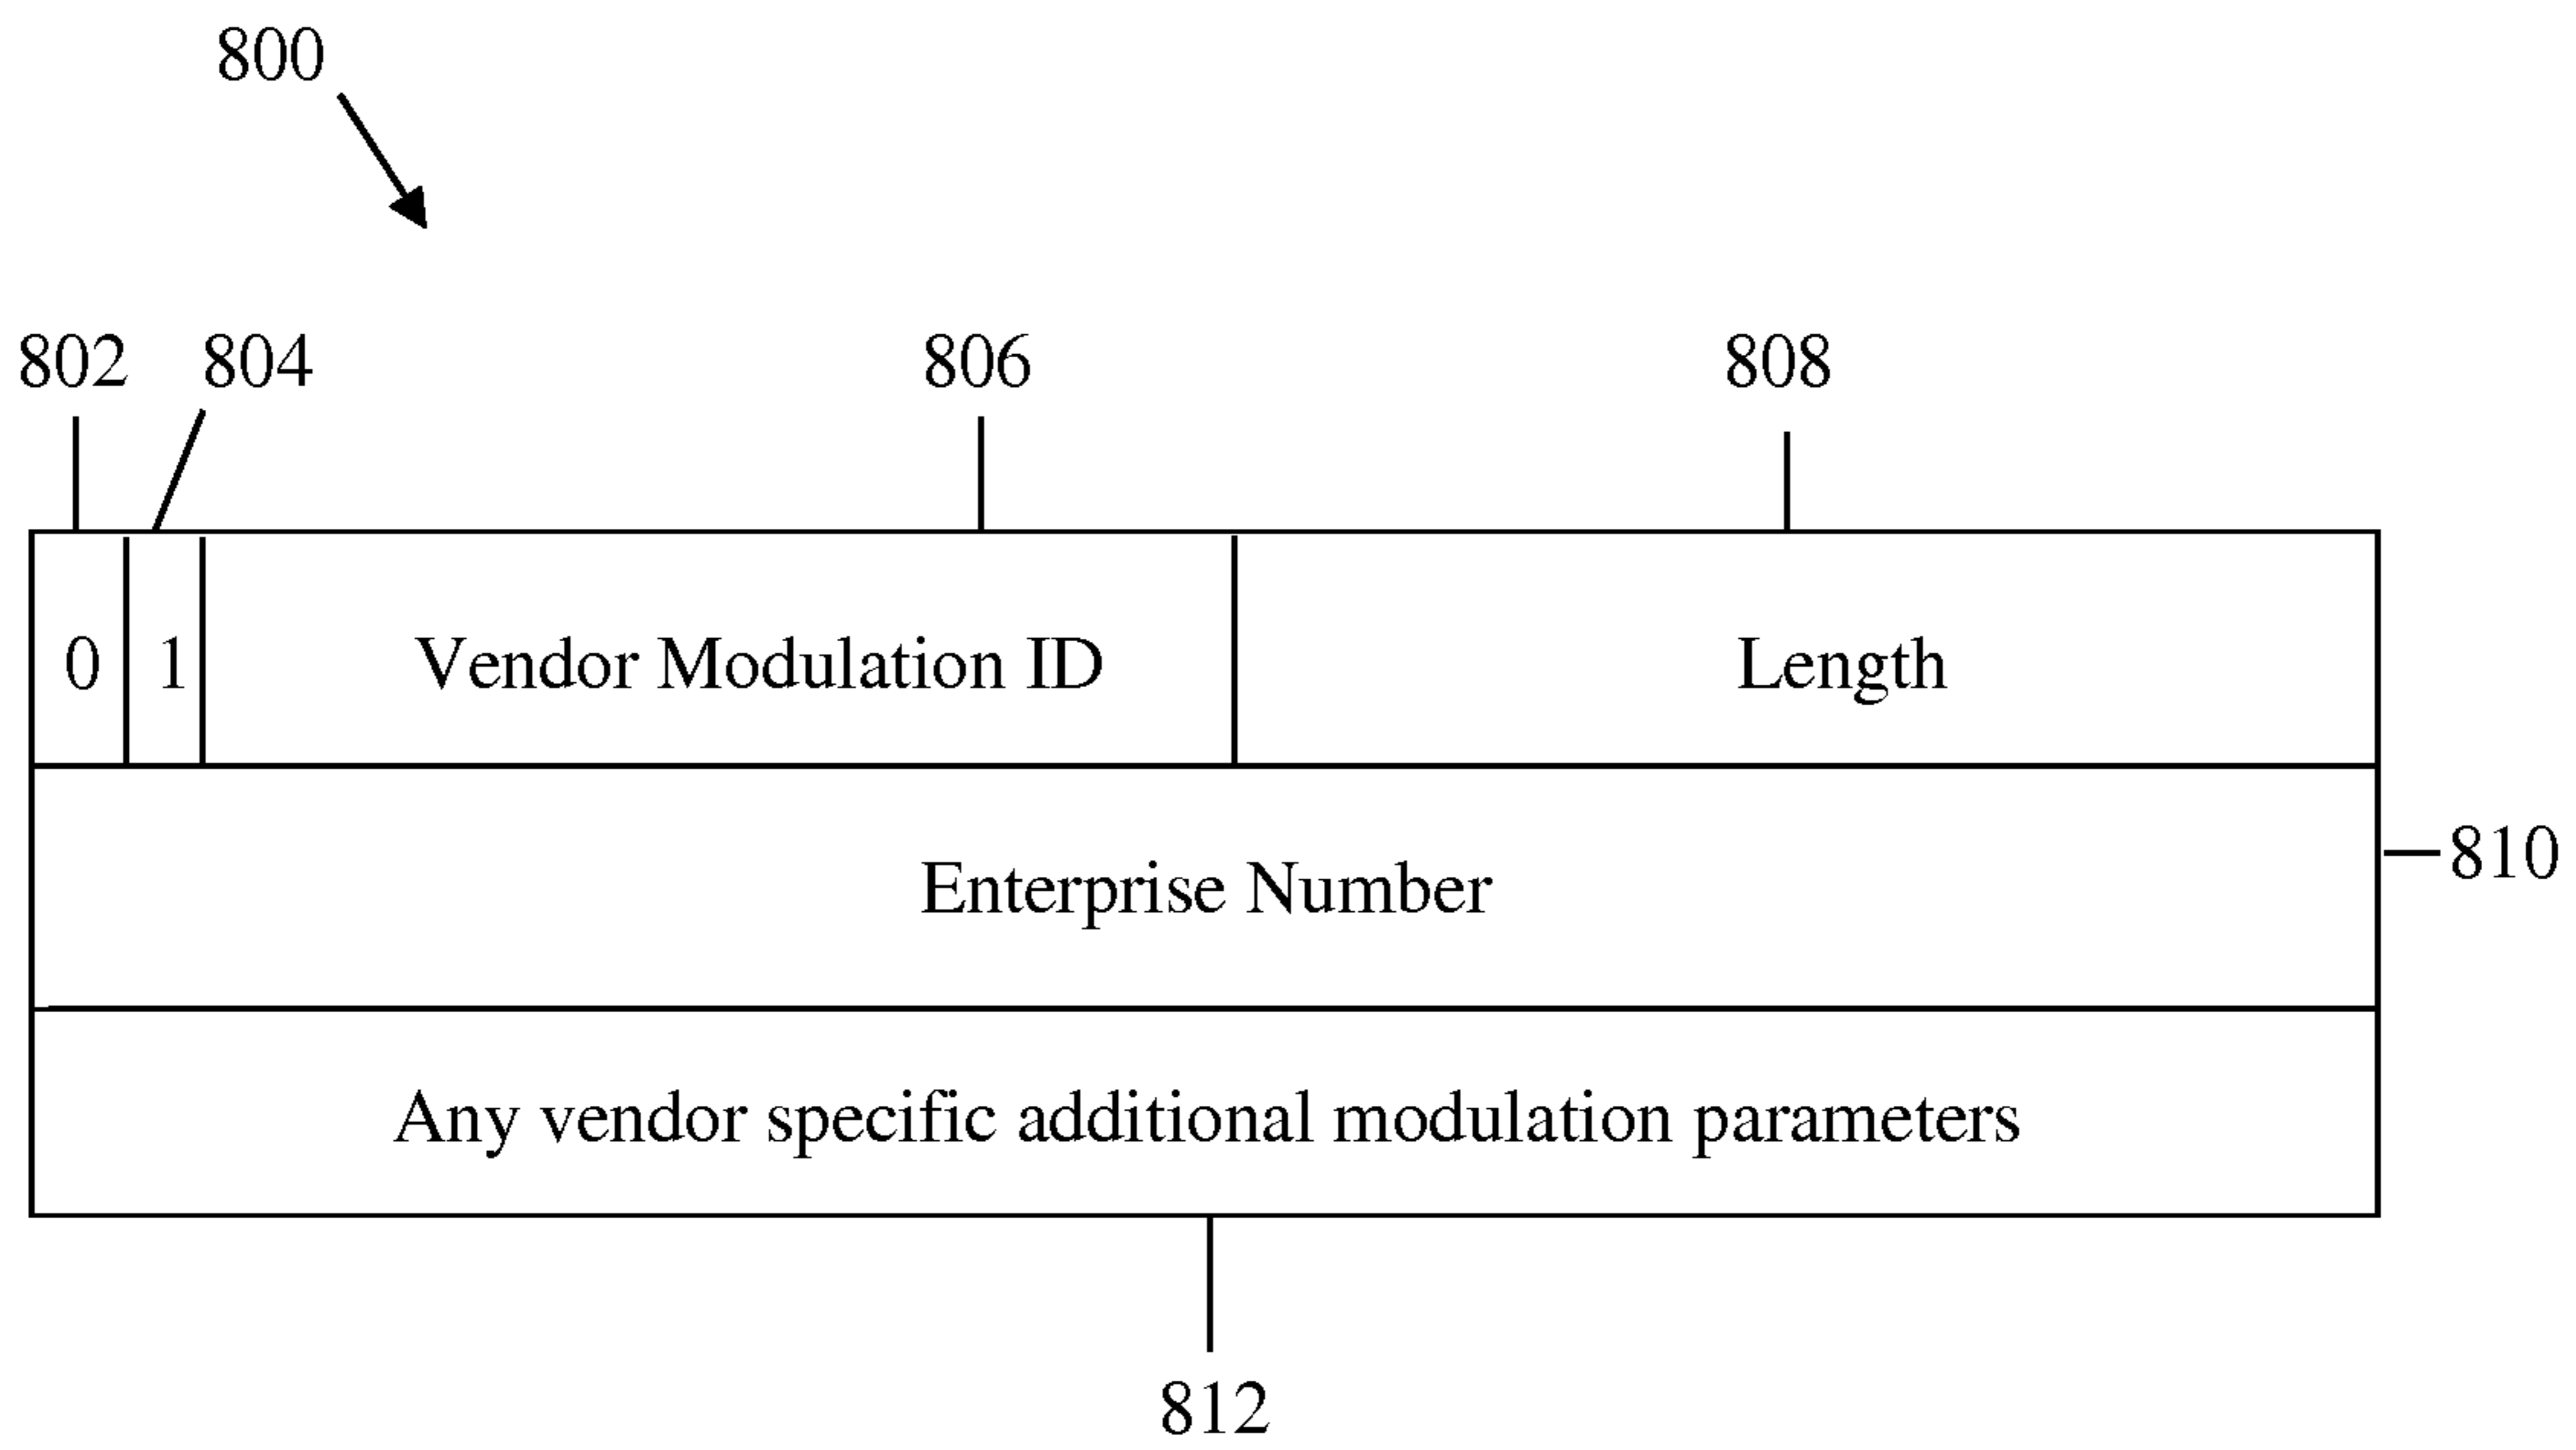 800
802 804 806 808
0 1 Vendor Modulation ID Length
Enterprise Number 810
Any vendor specific additional modulation parameters
812